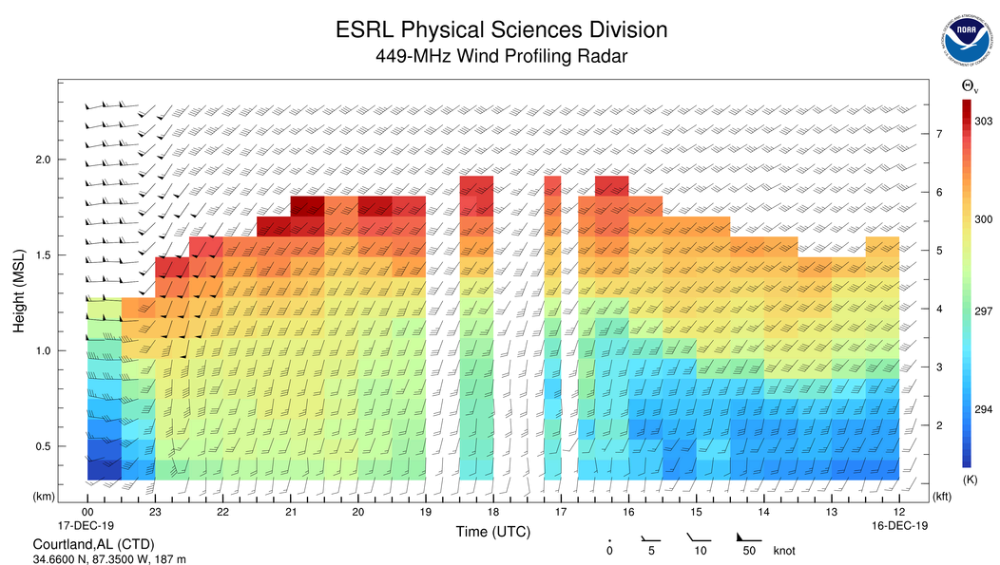 ESRL Physical Sciences Division
449-MHz Wind Profiling Radar
NOAA
Θv
303
300
297
294
(K)
Height (MSL)
2.0
1.5
1.0
0.5
(km)
7
6
5
4
3
2
(kft)
00 23 22 21 20 19 18 17 16 15 14 13 12
17-DEC-19 16-DEC-19
Time (UTC)
Courtland,AL (CTD)
34.6600 N, 87.3500 W, 187 m
0 5 10 50 knot